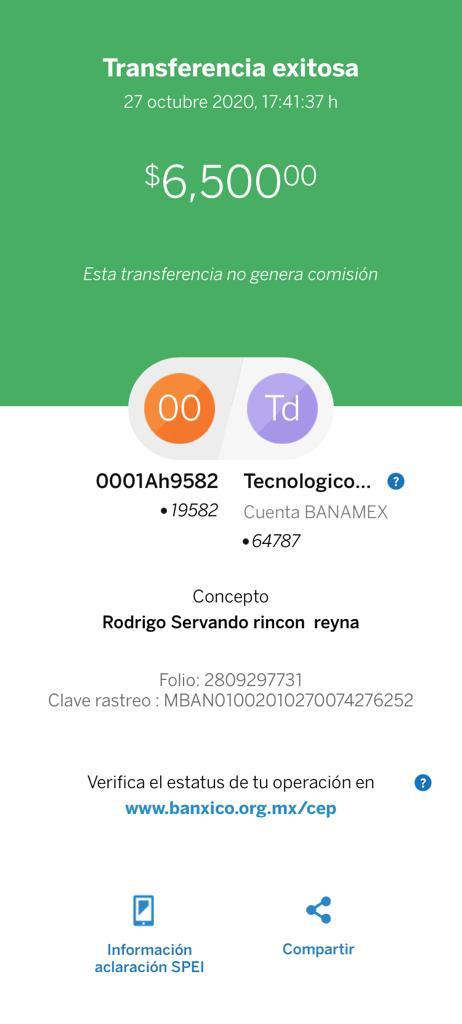 Transferencia exitosa
27 octubre 2020, 17:41:37 h
$6,50000
Esta transferencia no genera comisión
00 Td
0001Ah9582 Tecnologico... ?
•19582 Cuenta BANAMEX
•64787
Concepto
Rodrigo Servando rincon  reyna
Folio: 2809297731
Clave rastreo : MBAN01002010270074276252
Verifica el estatus de tu operación en ?
www.banxico.org.mx/cep
Información Compartir
aclaración SPEI